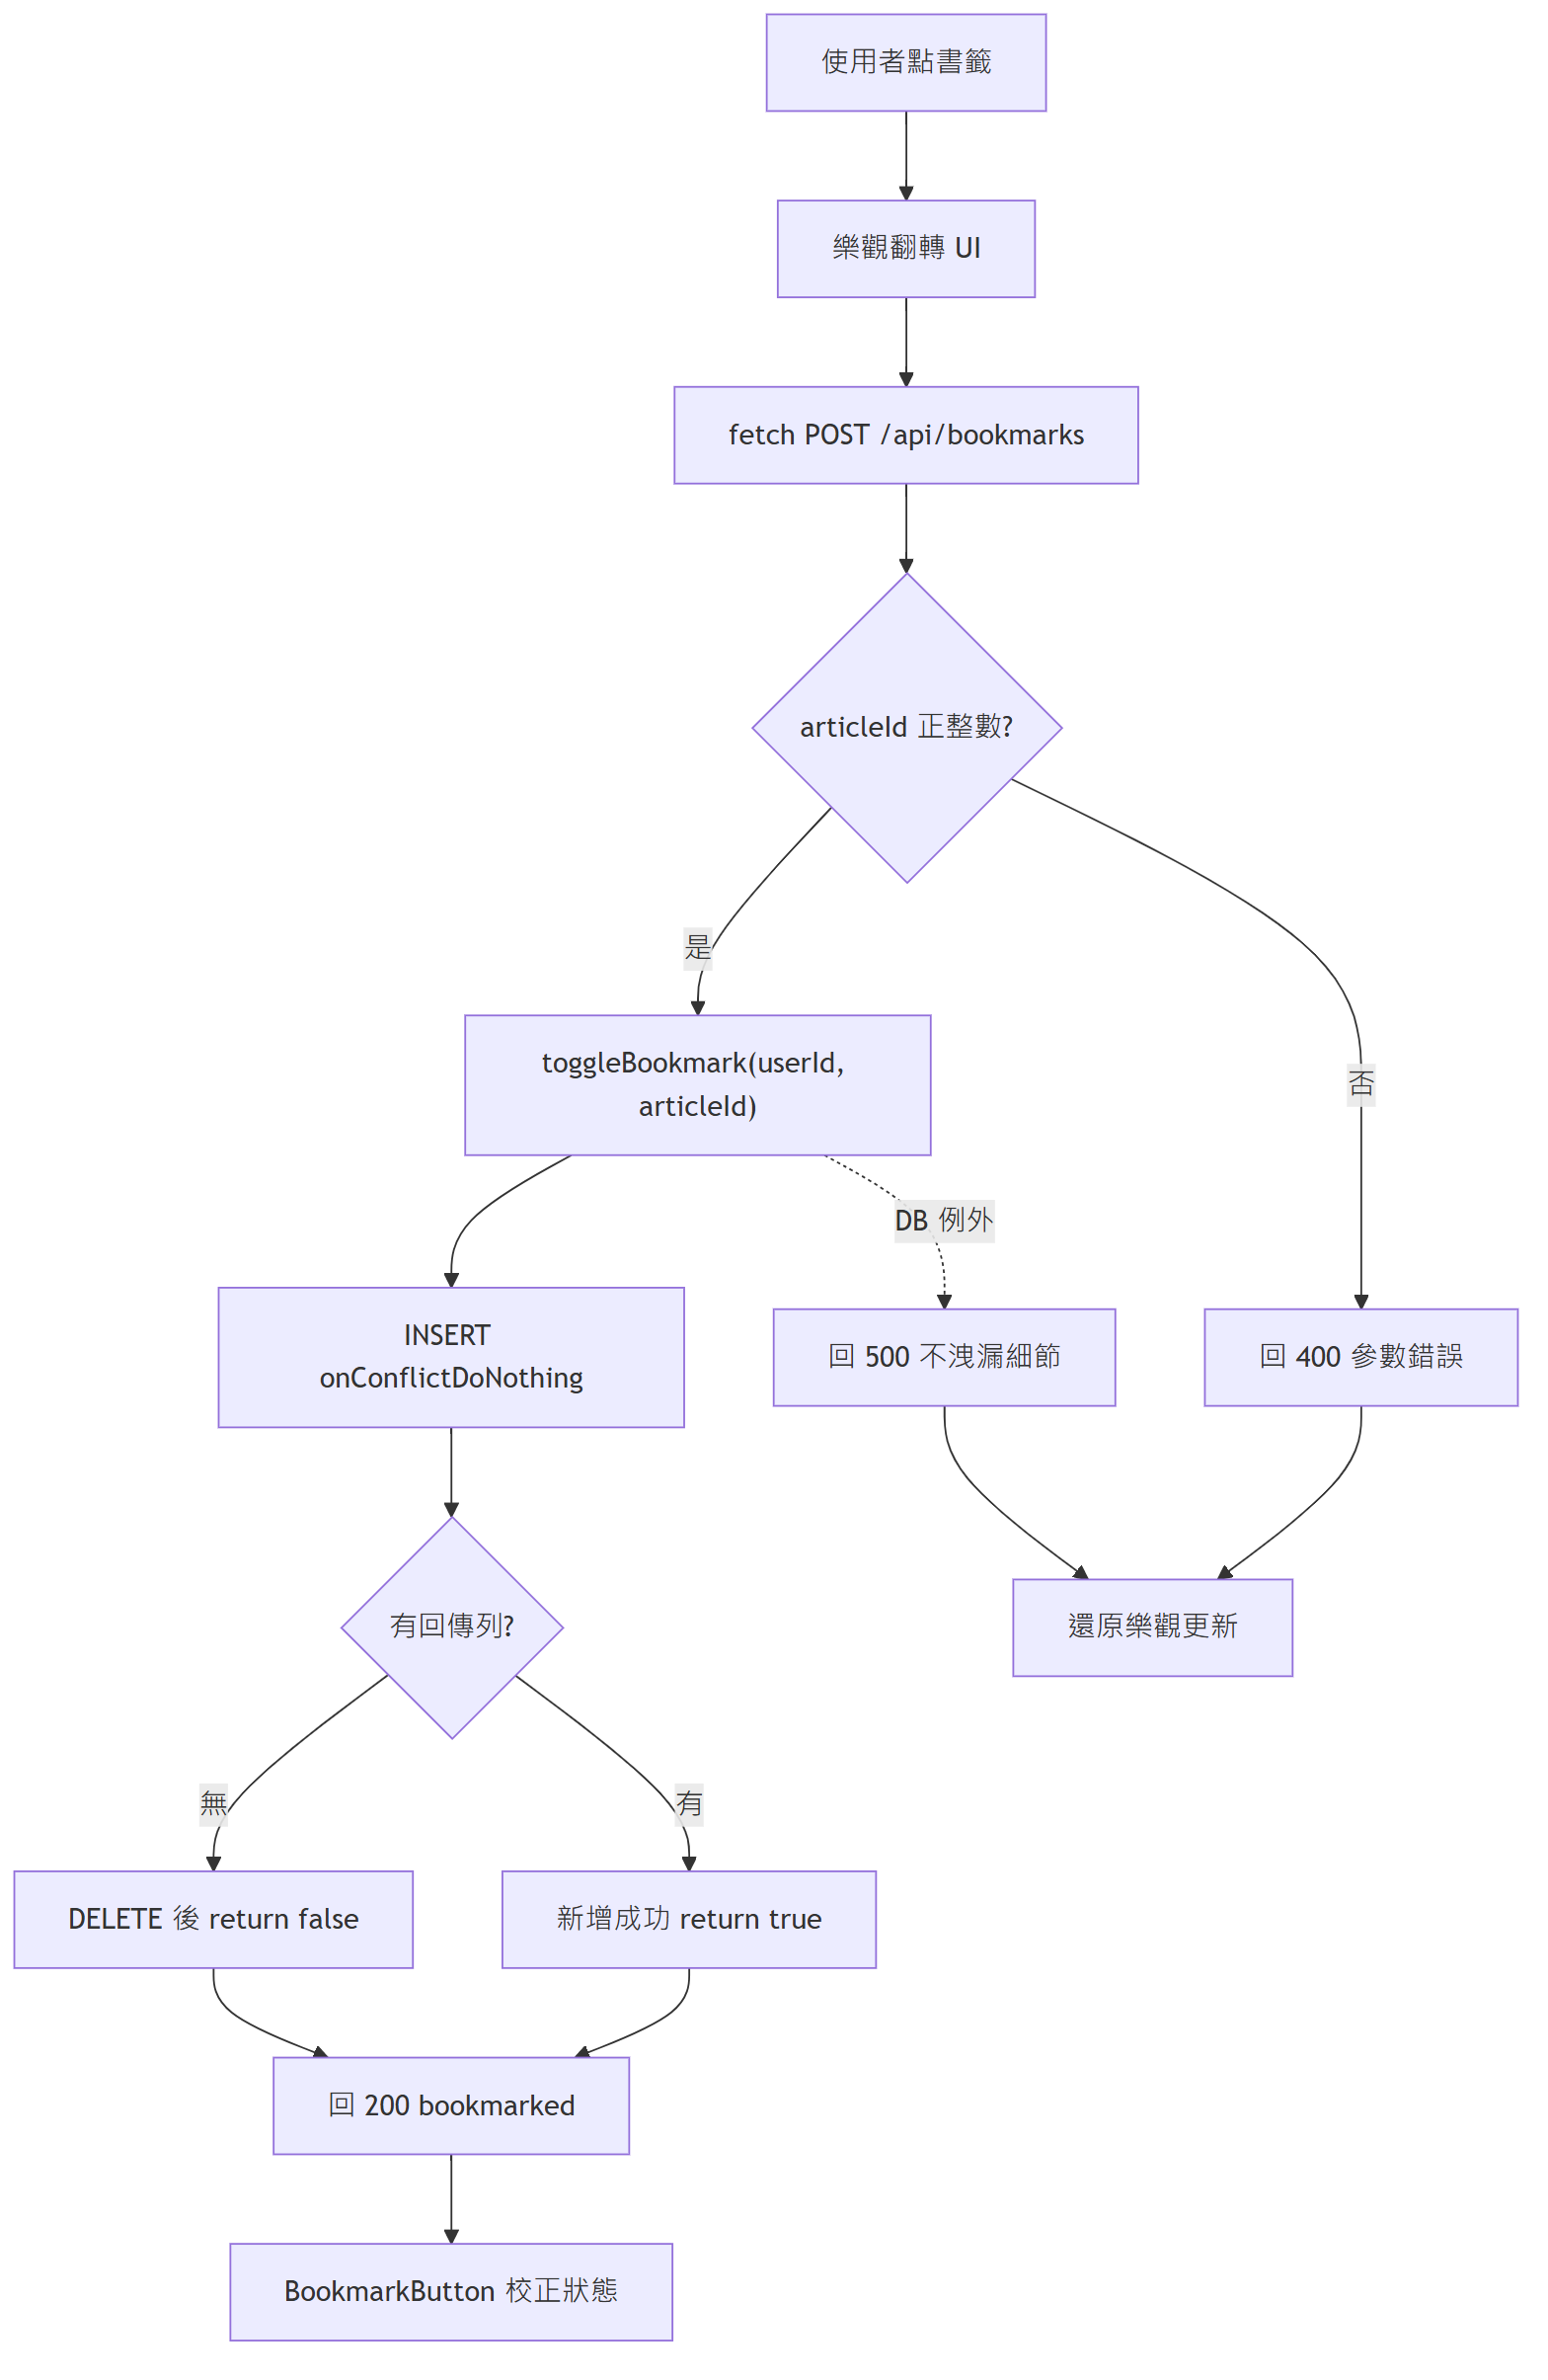 使用者點書籤
樂觀翻轉 UI
fetch POST /api/bookmarks
articleId 正整數?
是
否
toggleBookmark(userId,
articleId)
DB 例外
INSERT
onConflictDoNothing
回 500 不洩漏細節
回 400 參數錯誤
有回傳列?
還原樂觀更新
無
有
DELETE 後 return false
新增成功 return true
回 200 bookmarked
BookmarkButton 校正狀態